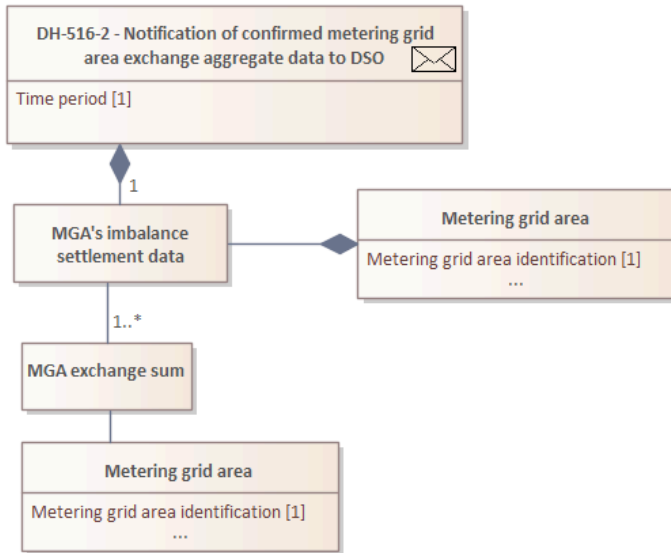 DH-516-2 - Notification of confirmed metering grid
area exchange aggregate data to DSO
Time period [1]
1
MGA's imbalance
settlement data
Metering grid area
Metering grid area identification [1]
...
1..*
MGA exchange sum
Metering grid area
Metering grid area identification [1]
...